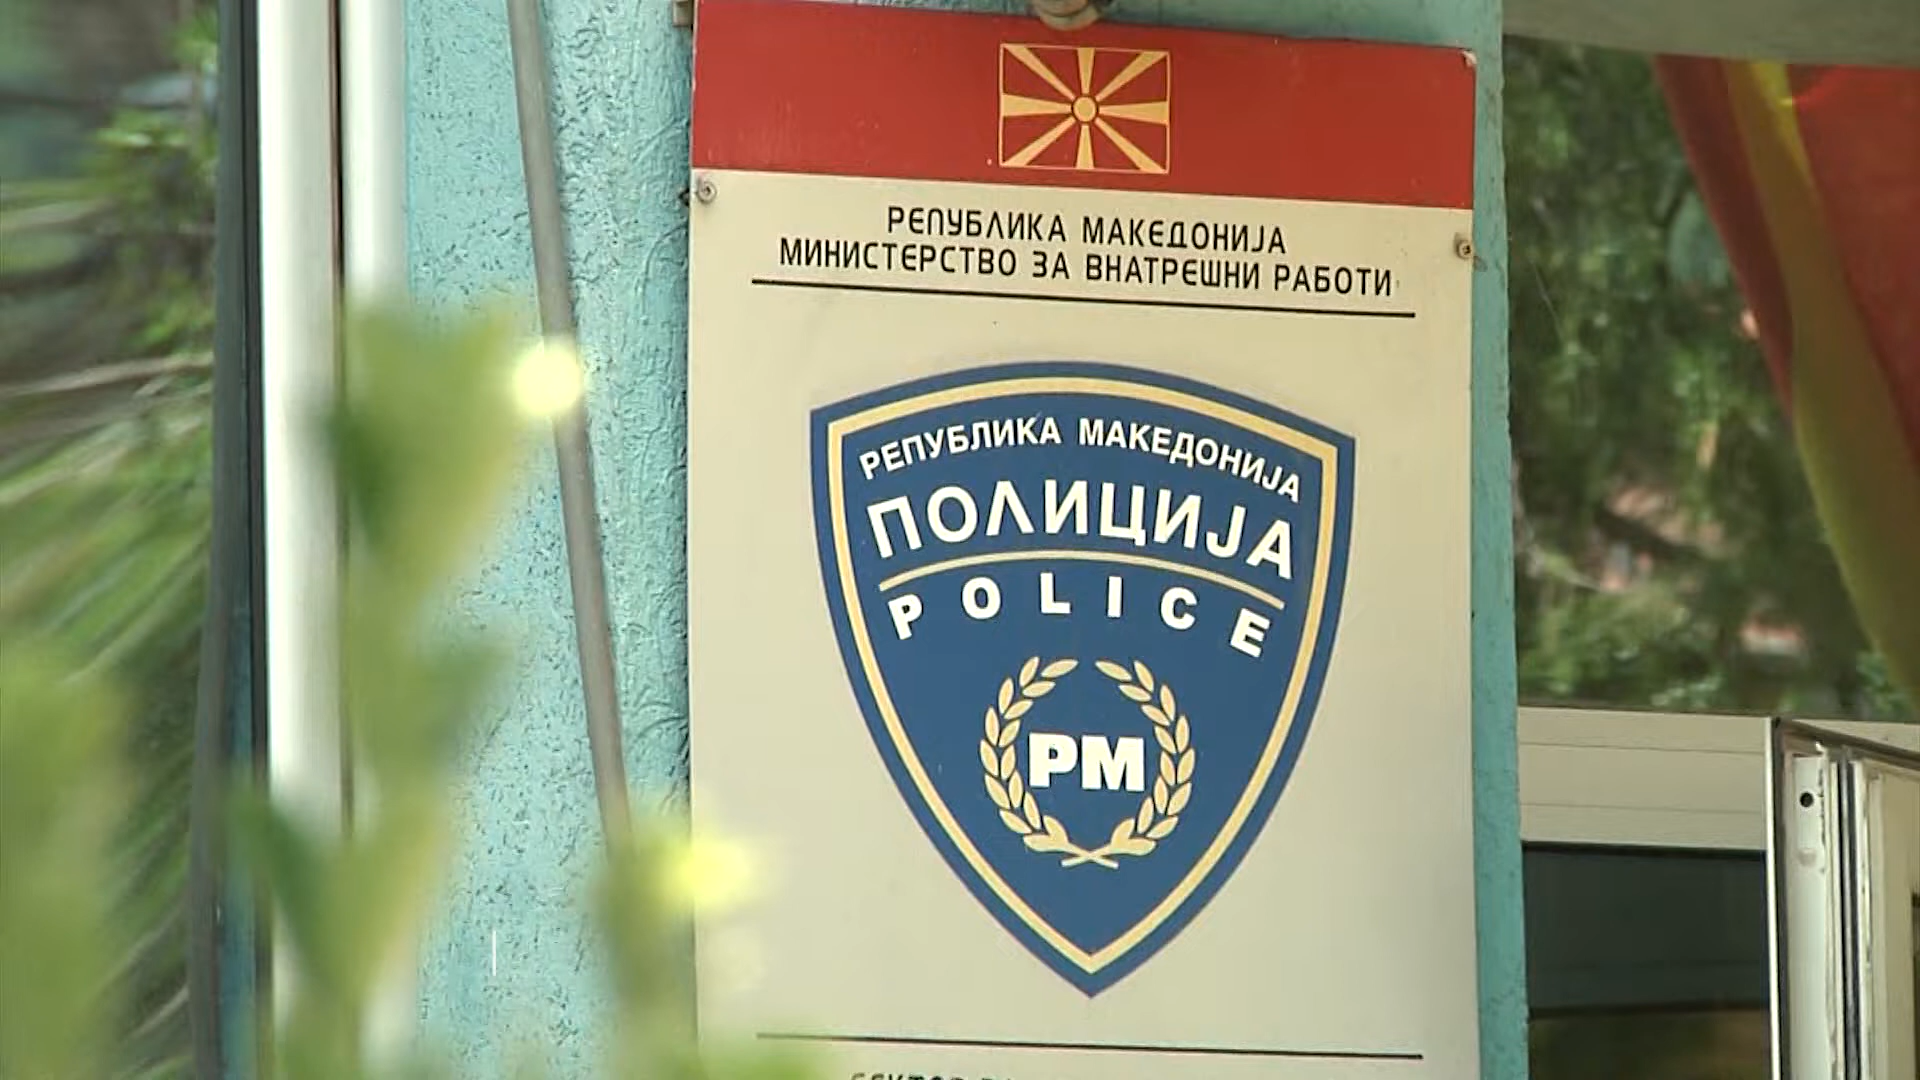 РЕПУБЛИКА МАКЕДОНИЈА
МИНИСТЕРСТВО ЗА ВНАТРЕШНИ РАБОТИ
РЕПУБЛИКА МАКЕДОНИЈА
ПОЛИЦИЈА
POLICE
РМ